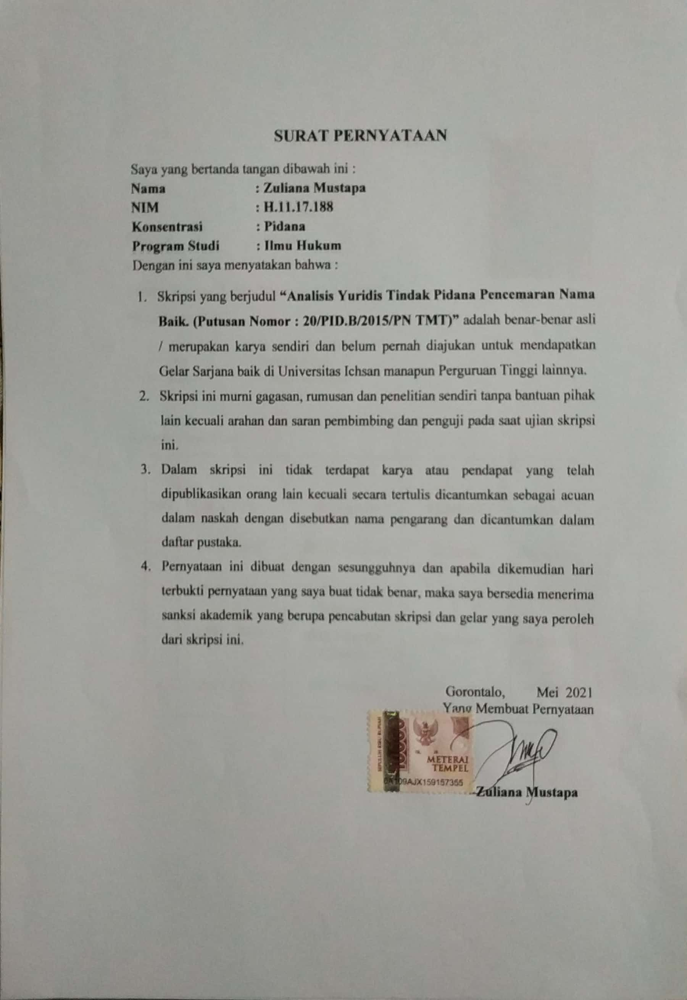 SURAT PERNYATAAN
Saya yang bertanda tangan dibawah ini :
Nama : Zuliana Mustapa
NIM : H.11.17.188
Konsentrasi : Pidana
Program Studi : Ilmu Hukum
Dengan ini saya menyatakan bahwa :
1. Skripsi yang berjudul “Analisis Yuridis Tindak Pidana Pencemaran Nama
Baik. (Putusan Nomor : 20/PID.B/2015/PN TMT)” adalah benar-benar asli
/ merupakan karya sendiri dan belum pernah diajukan untuk mendapatkan
Gelar Sarjana baik di Universitas Ichsan manapun Perguruan Tinggi lainnya.
2. Skripsi ini murni gagasan, rumusan dan penelitian sendiri tanpa bantuan pihak
lain kecuali arahan dan saran pembimbing dan penguji pada saat ujian skripsi
ini.
3. Dalam skripsi ini tidak terdapat karya atau pendapat yang telah
dipublikasikan orang lain kecuali secara tertulis dicantumkan sebagai acuan
dalam naskah dengan disebutkan nama pengarang dan dicantumkan dalam
daftar pustaka.
4. Pernyataan ini dibuat dengan sesungguhnya dan apabila dikemudian hari
terbukti pernyataan yang saya buat tidak benar, maka saya bersedia menerima
sanksi akademik yang berupa pencabutan skripsi dan gelar yang saya peroleh
dari skripsi ini.
Gorontalo, Mei 2021
Yang Membuat Pernyataan
SEPULUH RIBU RUPIAH
10000
METERAI
TEMPEL
Zuliana Mustapa